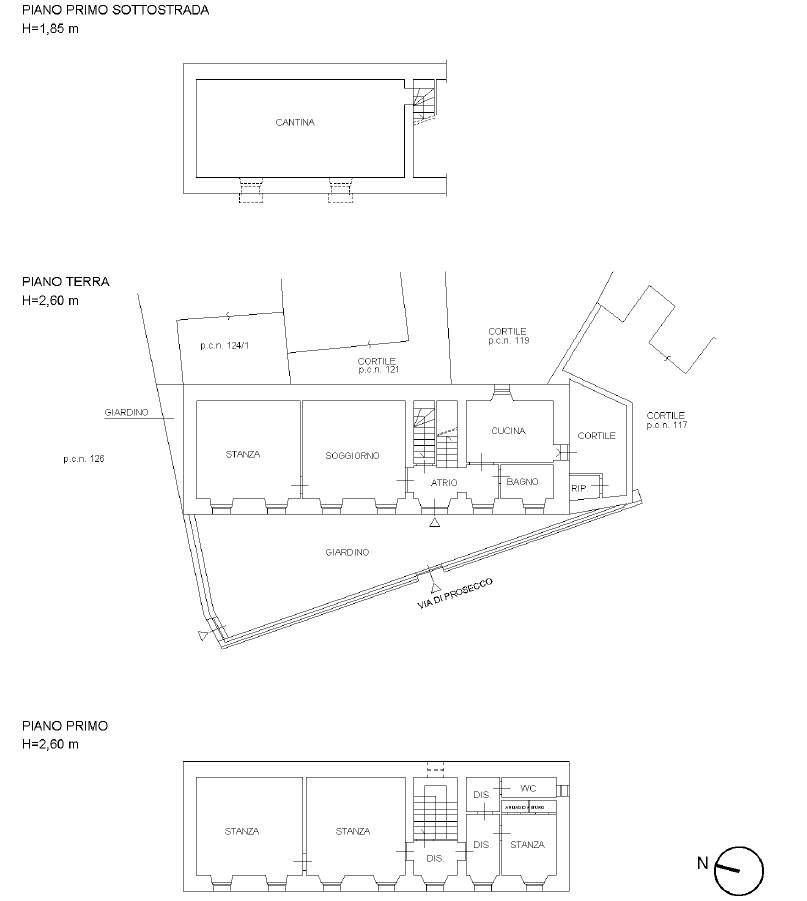 PIANO PRIMO SOTTOSTRADA
H=1,85 m
CANTINA
PIANO TERRA
H=2,60 m
p.c.n. 124/1
CORTILE
p.c.n. 121
CORTILE
p.c.n. 119
GIARDINO
CORTILE
p.c.n. 117
p.c.n. 126
STANZA
SOGGIORNO
CUCINA
CORTILE
ATRIO
BAGNO
RIP.
GIARDINO
VIA DI PROSECCO
PIANO PRIMO
H=2,60 m
DIS.
WC
ARMADIO A MURO
STANZA
STANZA
DIS.
DIS.
STANZA
N